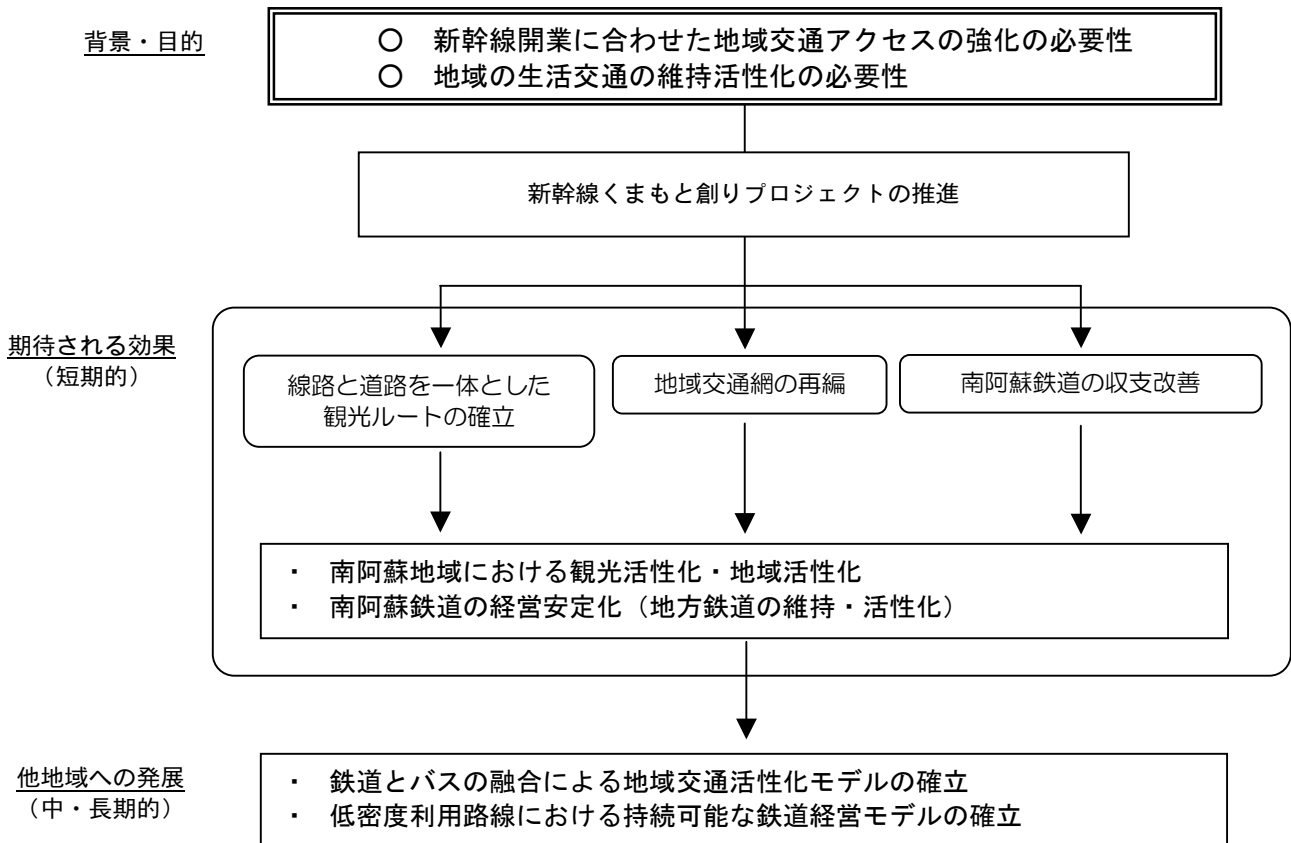 背景・目的
○ 新幹線開業に合わせた地域交通アクセスの強化の必要性
○ 地域の生活交通の維持活性化の必要性
新幹線くまもと創りプロジェクトの推進
期待される効果
（短期的）
線路と道路を一体とした
観光ルートの確立
地域交通網の再編
南阿蘇鉄道の収支改善
・ 南阿蘇地域における観光活性化・地域活性化
・ 南阿蘇鉄道の経営安定化（地方鉄道の維持・活性化）
他地域への発展
（中・長期的）
・ 鉄道とバスの融合による地域交通活性化モデルの確立
・ 低密度利用路線における持続可能な鉄道経営モデルの確立